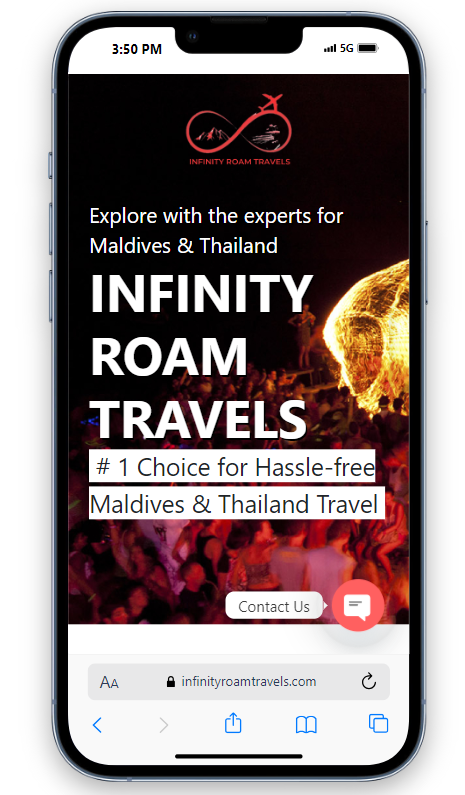 3:50 PM
5G
INFINITY ROAM TRAVELS
Explore with the experts for
Maldives & Thailand
INFINITY
ROAM
TRAVELS
# 1 Choice for Hassle-free
Maldives & Thailand Travel
Contact Us
AA
infinityroamtravels.com